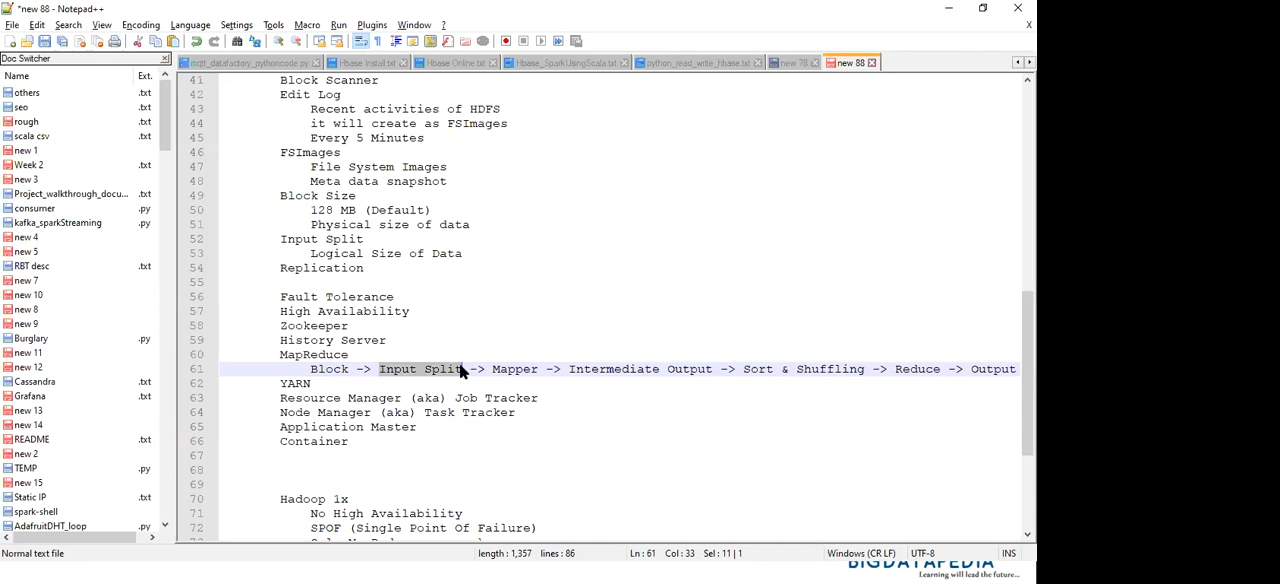 *new 88 - Notepad++
File Edit Search View Encoding Language Settings Tools Macro Run Plugins Window ?
X
Doc Switcher
mqtt_datafactory_pythoncode.py Hbase Install.txt Hbase Online.txt Hbase_SparkUsingScala.txt python_read_write_hbase.txt new 78 new 88
Name Ext.
others .txt
seo .txt
rough .txt
scala csv .txt
new 1
Week 2 .txt
new 3
Project_walkthrough_docu...
consumer .py
kafka_sparkStreaming .py
new 4
new 5
RBT desc .txt
new 7
new 10
new 8
new 9
Burglary .py
new 11
new 12
Cassandra .txt
Grafana .txt
new 13
new 14
README .txt
new 2
TEMP .py
new 15
Static IP .txt
spark-shell .txt
AdafruitDHT_loop .py
41 Block Scanner
42 Edit Log
43 Recent activities of HDFS
44 it will create as FSImages
45 Every 5 Minutes
46 FSImages
47 File System Images
48 Meta data snapshot
49 Block Size
50 128 MB (Default)
51 Physical size of data
52 Input Split
53 Logical Size of Data
54 Replication
55
56 Fault Tolerance
57 High Availability
58 Zookeeper
59 History Server
60 MapReduce
61 Block -> Input Split -> Mapper -> Intermediate Output -> Sort & Shuffling -> Reduce -> Output
62 YARN
63 Resource Manager (aka) Job Tracker
64 Node Manager (aka) Task Tracker
65 Application Master
66 Container
67
68
69
70 Hadoop 1x
71 No High Availability
72 SPOF (Single Point Of Failure)
Normal text file length : 1,357 lines : 86 Ln : 61 Col : 33 Sel : 11 | 1 Windows (CR LF) UTF-8 INS
BIGDATAPEDIA
Learning will lead the future...